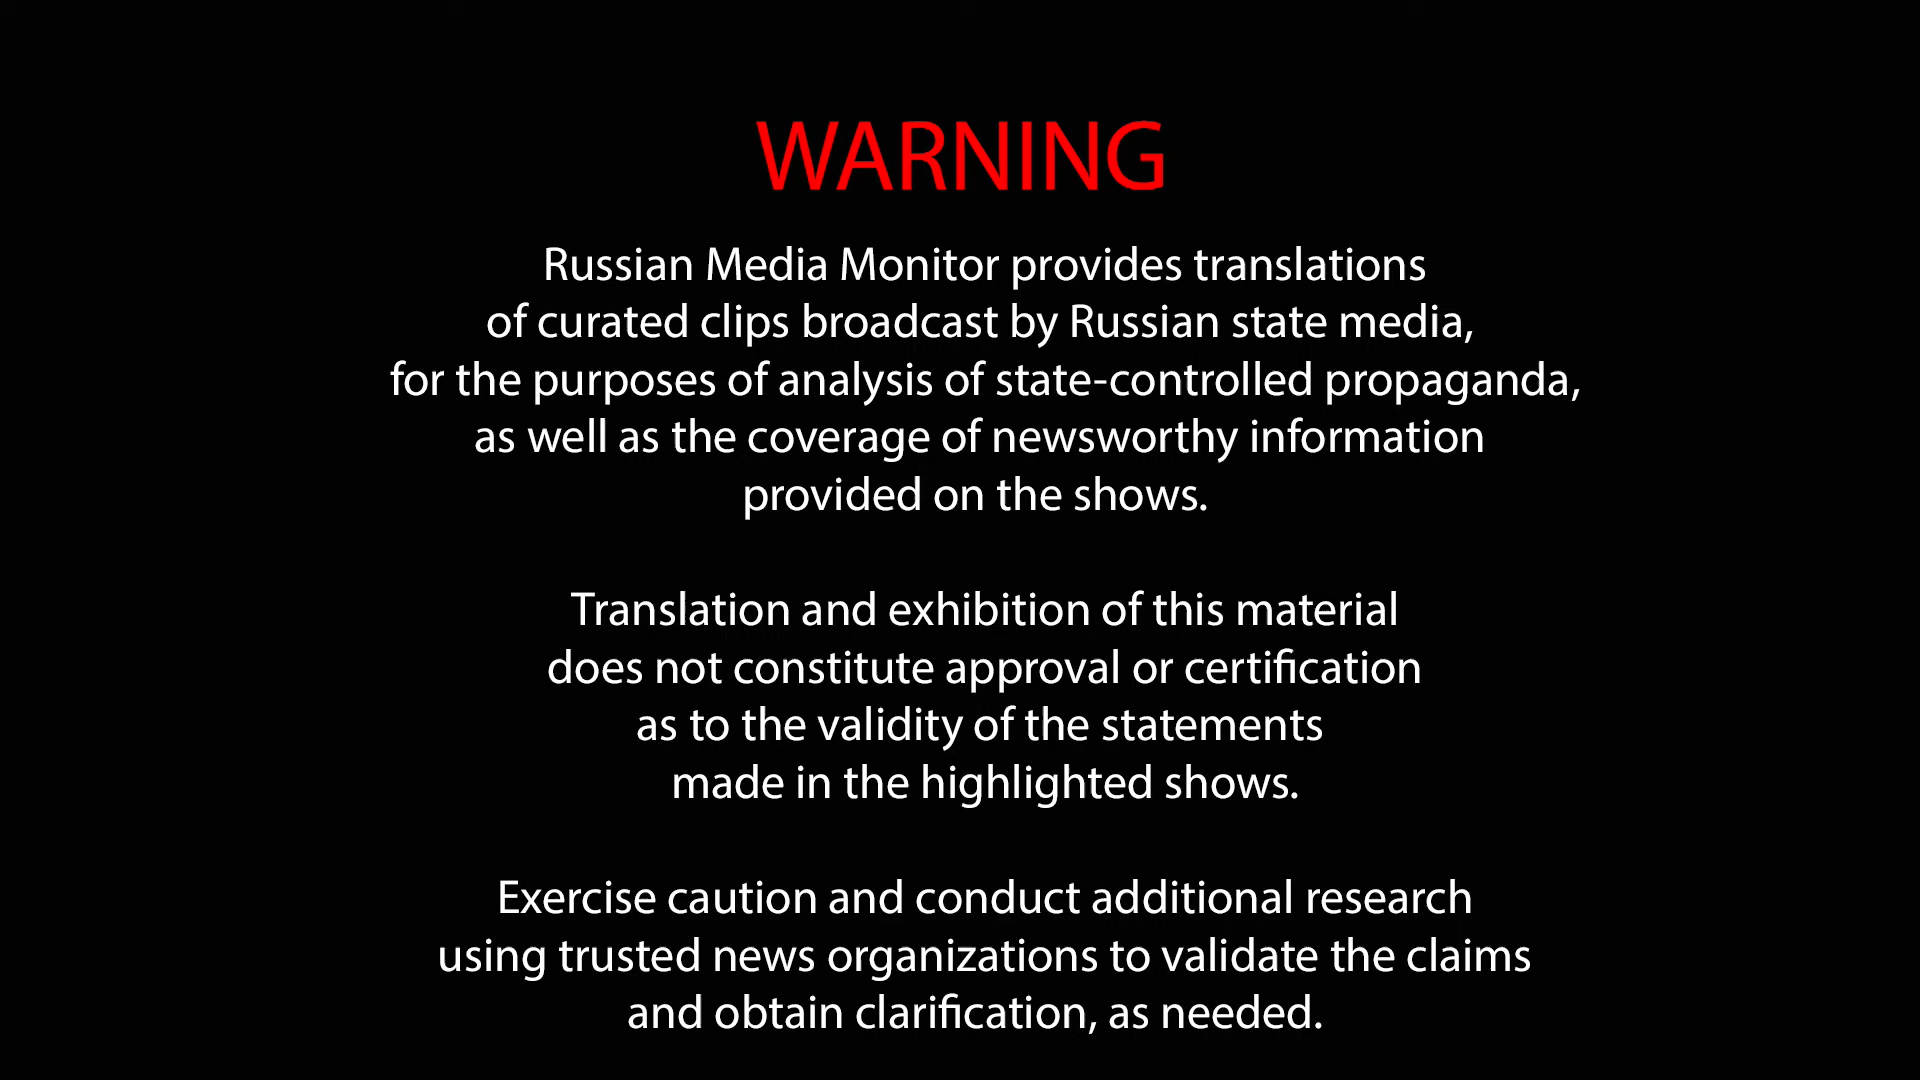 WARNING
Russian Media Monitor provides translations
of curated clips broadcast by Russian state media,
for the purposes of analysis of state-controlled propaganda,
as well as the coverage of newsworthy information
provided on the shows.
Translation and exhibition of this material
does not constitute approval or certification
as to the validity of the statements
made in the highlighted shows.
Exercise caution and conduct additional research
using trusted news organizations to validate the claims
and obtain clarification, as needed.